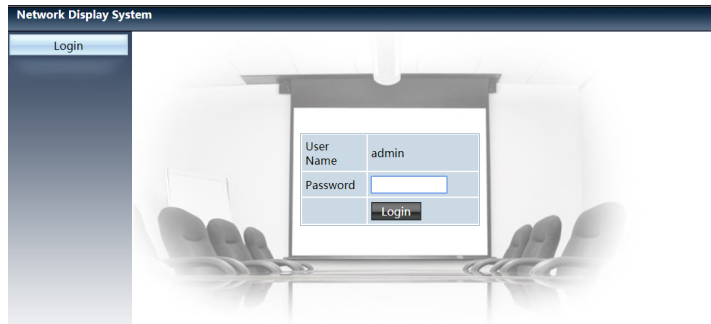 Network Display System
Login
User
Name
admin
Password
Login